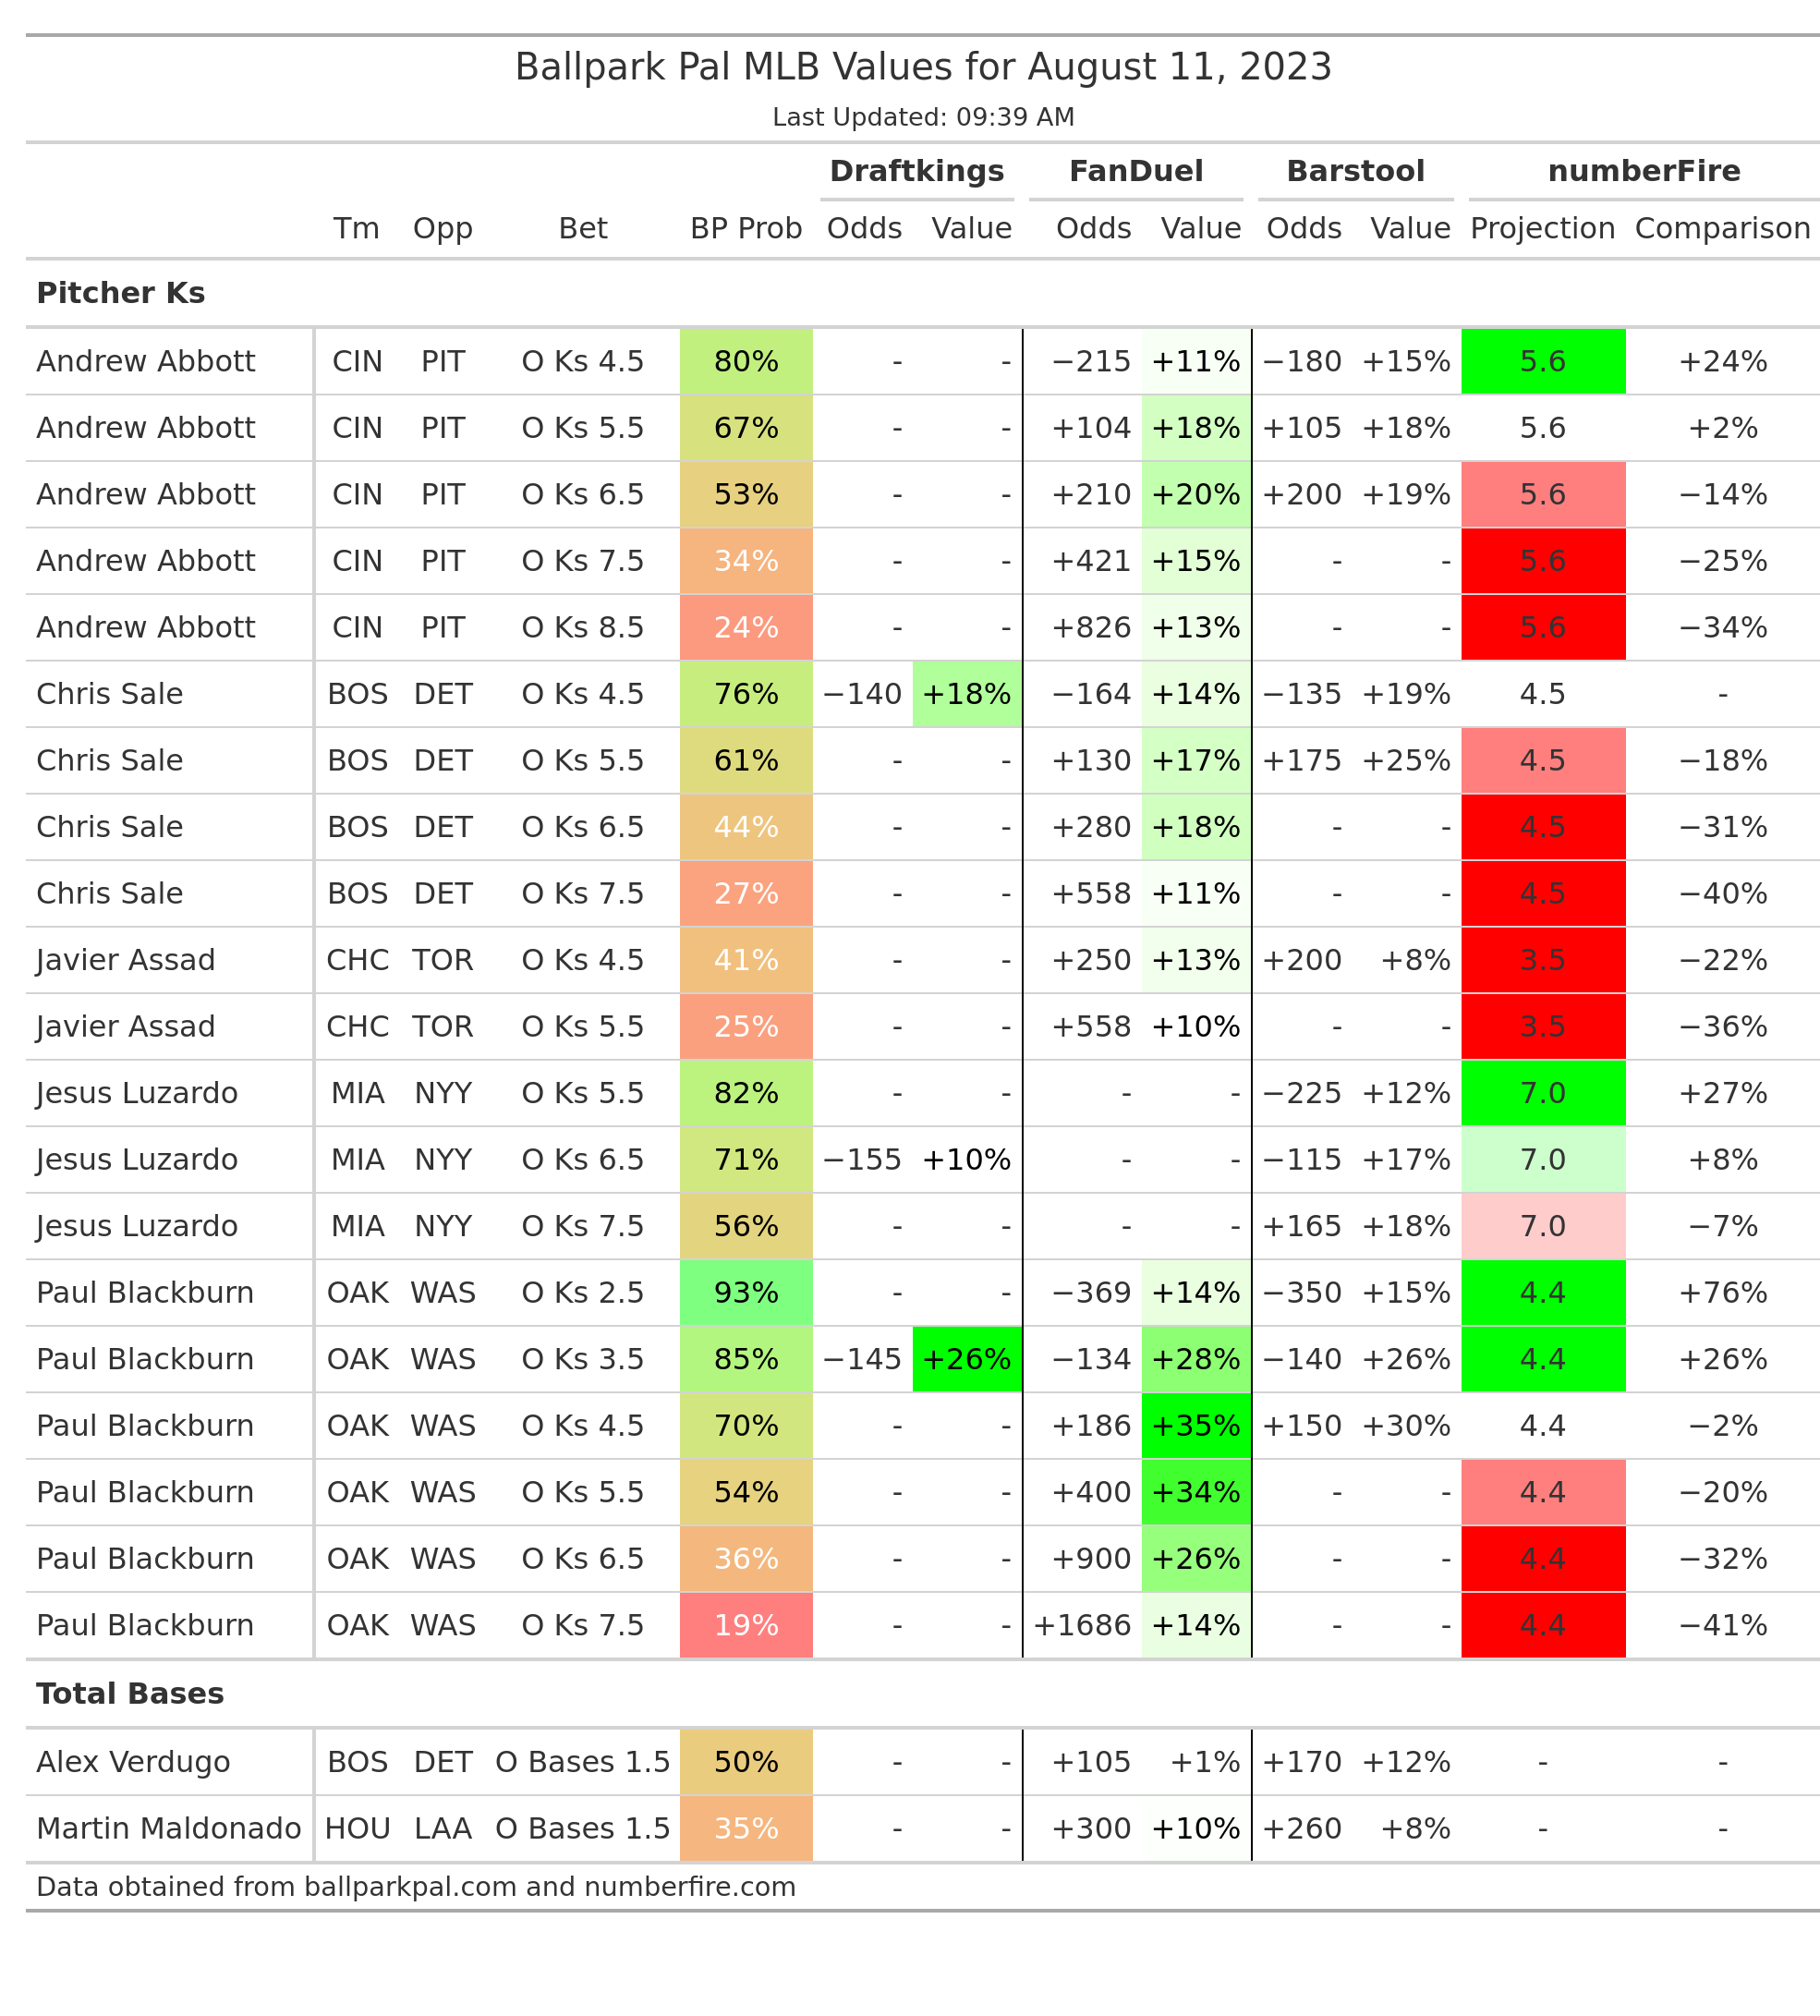 Ballpark Pal MLB Values for August 11, 2023
Last Updated: 09:39 AM
Draftkings FanDuel Barstool numberFire
Tm Opp Bet BP Prob Odds Value Odds Value Odds Value Projection Comparison
Pitcher Ks
Andrew Abbott CIN PIT O Ks 4.5 80% - - −215 +11% −180 +15% 5.6 +24%
Andrew Abbott CIN PIT O Ks 5.5 67% - - +104 +18% +105 +18% 5.6 +2%
Andrew Abbott CIN PIT O Ks 6.5 53% - - +210 +20% +200 +19% 5.6 −14%
Andrew Abbott CIN PIT O Ks 7.5 34% - - +421 +15% - - 5.6 −25%
Andrew Abbott CIN PIT O Ks 8.5 24% - - +826 +13% - - 5.6 −34%
Chris Sale BOS DET O Ks 4.5 76% −140 +18% −164 +14% −135 +19% 4.5 -
Chris Sale BOS DET O Ks 5.5 61% - - +130 +17% +175 +25% 4.5 −18%
Chris Sale BOS DET O Ks 6.5 44% - - +280 +18% - - 4.5 −31%
Chris Sale BOS DET O Ks 7.5 27% - - +558 +11% - - 4.5 −40%
Javier Assad CHC TOR O Ks 4.5 41% - - +250 +13% +200 +8% 3.5 −22%
Javier Assad CHC TOR O Ks 5.5 25% - - +558 +10% - - 3.5 −36%
Jesus Luzardo MIA NYY O Ks 5.5 82% - - - - −225 +12% 7.0 +27%
Jesus Luzardo MIA NYY O Ks 6.5 71% −155 +10% - - −115 +17% 7.0 +8%
Jesus Luzardo MIA NYY O Ks 7.5 56% - - - - +165 +18% 7.0 −7%
Paul Blackburn OAK WAS O Ks 2.5 93% - - −369 +14% −350 +15% 4.4 +76%
Paul Blackburn OAK WAS O Ks 3.5 85% −145 +26% −134 +28% −140 +26% 4.4 +26%
Paul Blackburn OAK WAS O Ks 4.5 70% - - +186 +35% +150 +30% 4.4 −2%
Paul Blackburn OAK WAS O Ks 5.5 54% - - +400 +34% - - 4.4 −20%
Paul Blackburn OAK WAS O Ks 6.5 36% - - +900 +26% - - 4.4 −32%
Paul Blackburn OAK WAS O Ks 7.5 19% - - +1686 +14% - - 4.4 −41%
Total Bases
Alex Verdugo BOS DET O Bases 1.5 50% - - +105 +1% +170 +12% - -
Martin Maldonado HOU LAA O Bases 1.5 35% - - +300 +10% +260 +8% - -
Data obtained from ballparkpal.com and numberfire.com